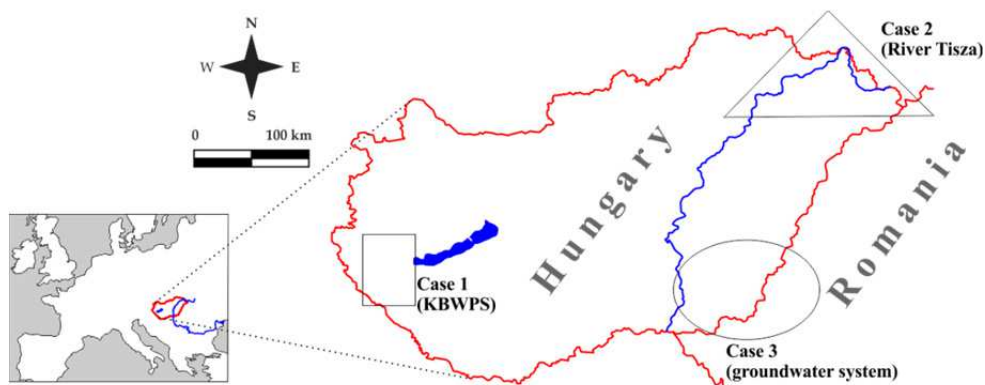 N
W E
S
0 100 km
Case 2
(River Tisza)
Hungary
Romania
Case 1
(KBWPS)
Case 3
(groundwater system)